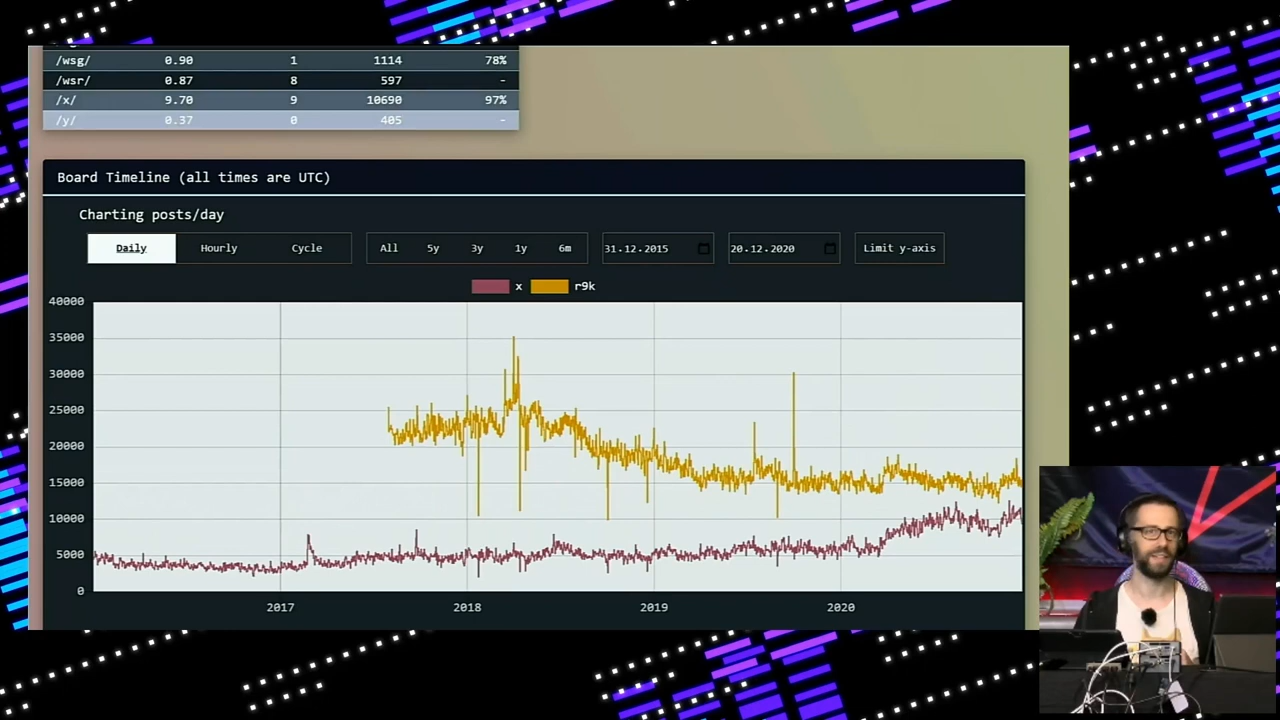 /wsg/ 0.90 1 1114 78%
/wsr/ 0.87 8 597 -
/x/ 9.70 9 10690 97%
/y/ 0.37 0 405 -
Board Timeline (all times are UTC)
Charting posts/day
Daily Hourly Cycle All 5y 3y 1y 6m 31.12.2015 20.12.2020 Limit y-axis
x r9k
40000
35000
30000
25000
20000
15000
10000
5000
0
2017 2018 2019 2020